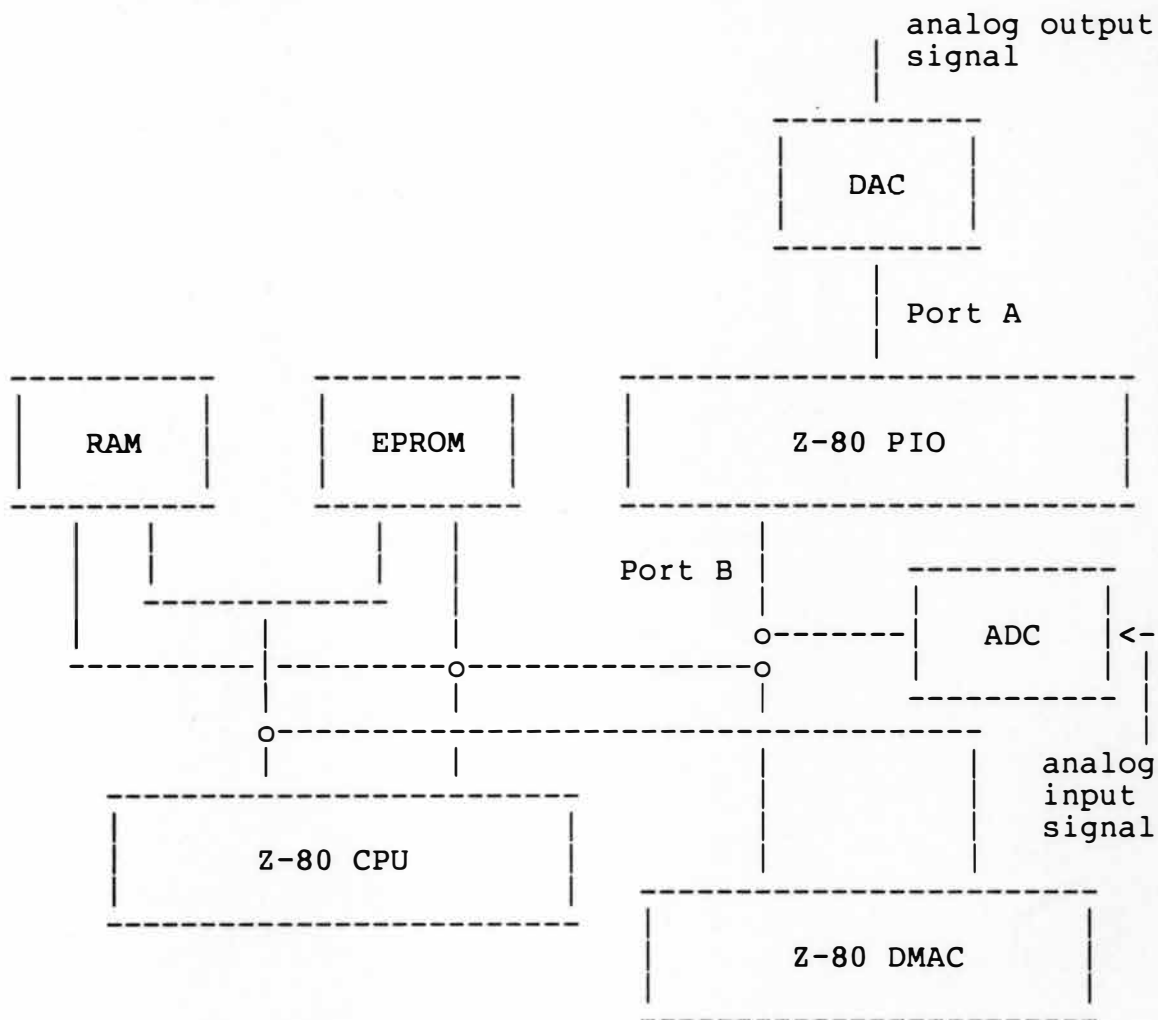 analog output
signal
DAC
Port A
RAM
EPROM
Z-80 PIO
Port B
ADC
analog
input
signal
Z-80 CPU
Z-80 DMAC